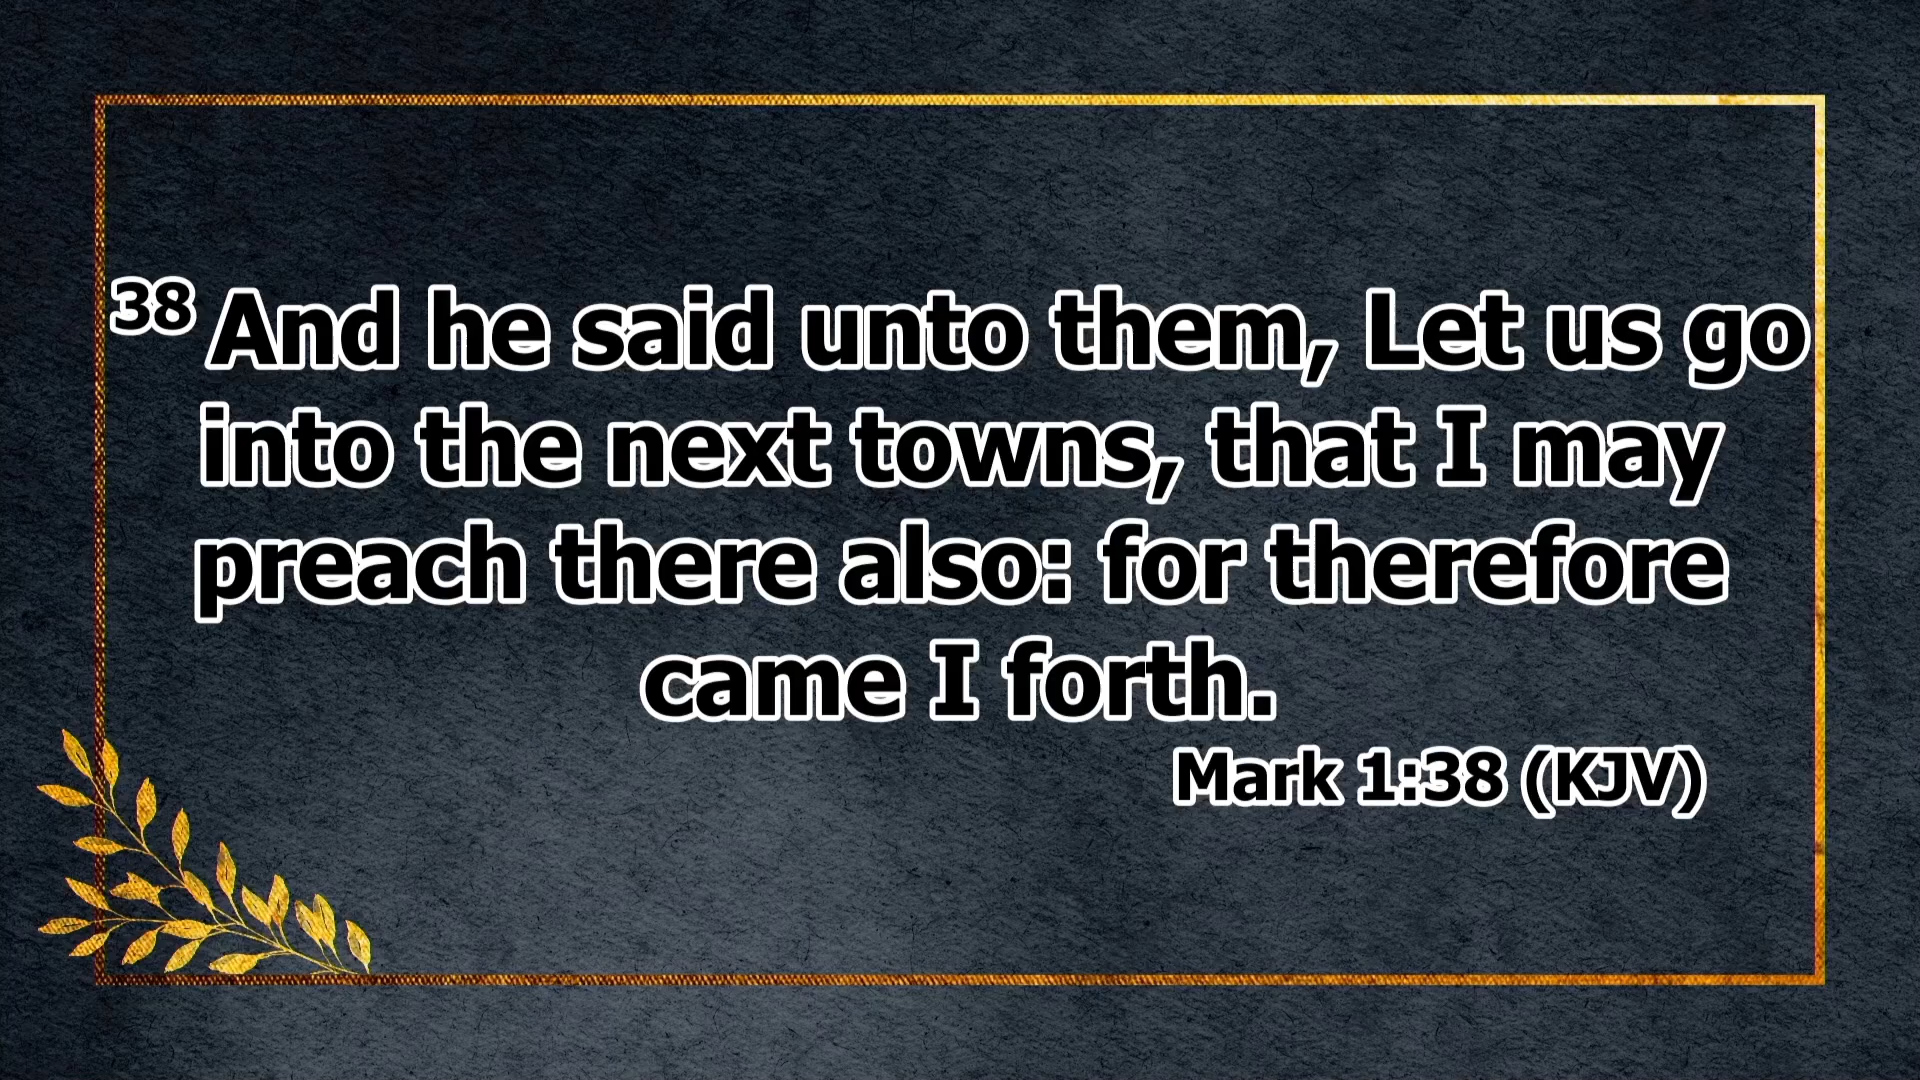 38 And he said unto them, Let us go
into the next towns, that I may
preach there also: for therefore
came I forth.
Mark 1:38 (KJV)